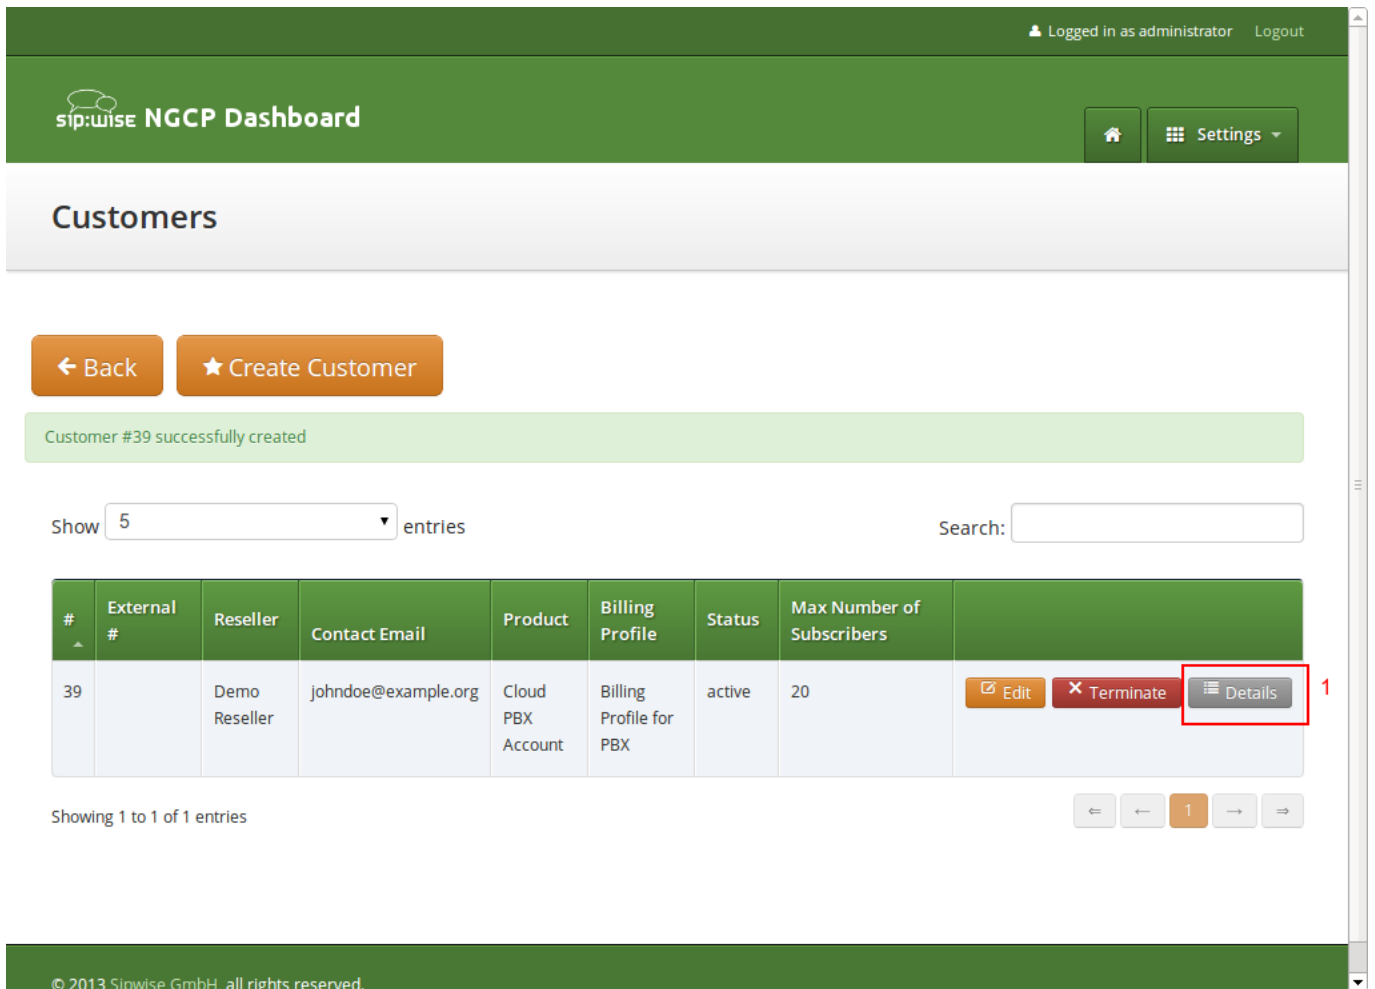 Logged in as administrator Logout
sip:wise NGCP Dashboard
Settings
Customers
Back Create Customer
Customer #39 successfully created
Show 5 entries Search:
# External # Reseller Contact Email Product Billing Profile Status Max Number of Subscribers
39 Demo Reseller johndoe@example.org Cloud PBX Account Billing Profile for PBX active 20 Edit Terminate Details 1
Showing 1 to 1 of 1 entries ⇐ ← 1 → ⇒
© 2013 Sipwise GmbH, all rights reserved.